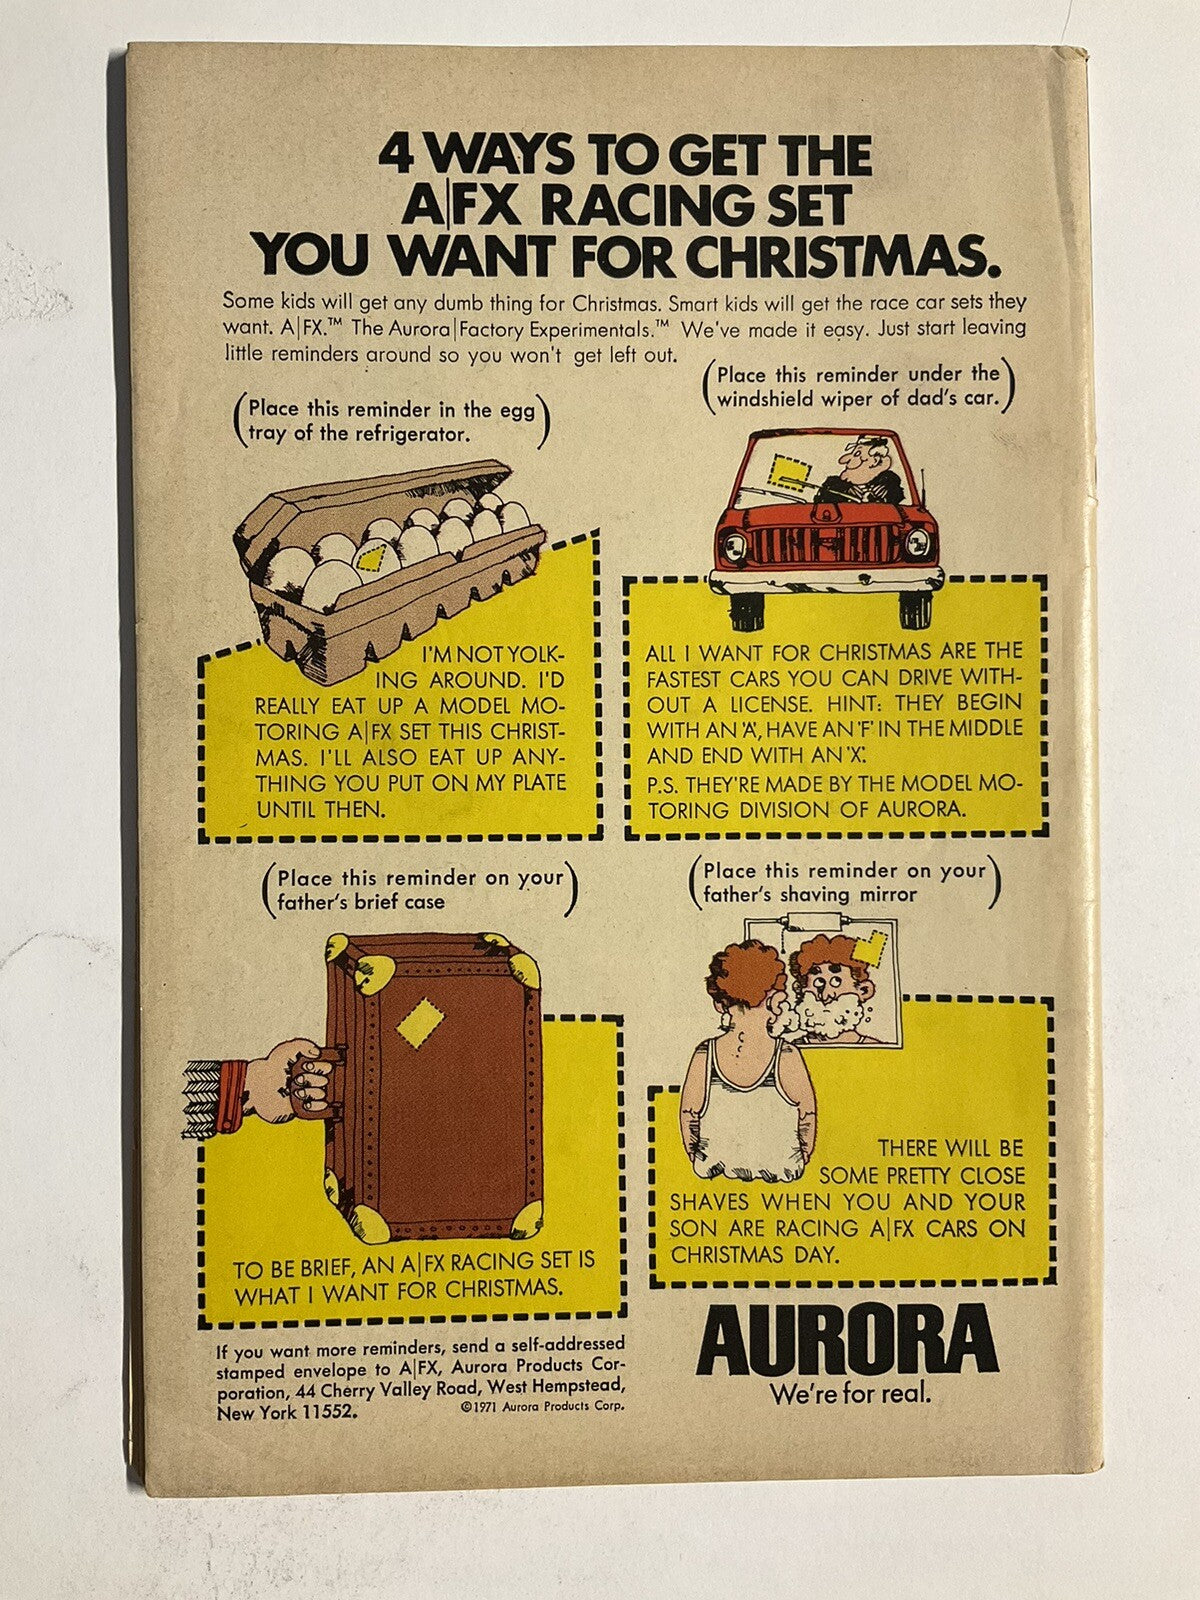 4 WAYS TO GET THE
A|FX RACING SET
YOU WANT FOR CHRISTMAS.
Some kids will get any dumb thing for Christmas. Smart kids will get the race car sets they
want. A|FX.™ The Aurora|Factory Experimentals.™ We've made it easy. Just start leaving
little reminders around so you won't get left out.
(Place this reminder in the egg
tray of the refrigerator.)
I'M NOT YOLK-
ING AROUND. I'D
REALLY EAT UP A MODEL MO-
TORING A|FX SET THIS CHRIST-
MAS. I'LL ALSO EAT UP ANY-
THING YOU PUT ON MY PLATE
UNTIL THEN.
(Place this reminder under the
windshield wiper of dad's car.)
ALL I WANT FOR CHRISTMAS ARE THE
FASTEST CARS YOU CAN DRIVE WITH-
OUT A LICENSE. HINT: THEY BEGIN
WITH AN 'A', HAVE AN 'F' IN THE MIDDLE
AND END WITH AN 'X'.
P.S. THEY'RE MADE BY THE MODEL MO-
TORING DIVISION OF AURORA.
(Place this reminder on your
father's brief case)
TO BE BRIEF, AN A|FX RACING SET IS
WHAT I WANT FOR CHRISTMAS.
(Place this reminder on your
father's shaving mirror)
THERE WILL BE
SOME PRETTY CLOSE
SHAVES WHEN YOU AND YOUR
SON ARE RACING A|FX CARS ON
CHRISTMAS DAY.
If you want more reminders, send a self-addressed
stamped envelope to A|FX, Aurora Products Cor-
poration, 44 Cherry Valley Road, West Hempstead,
New York 11552.
©1971 Aurora Products Corp.
AURORA
We're for real.